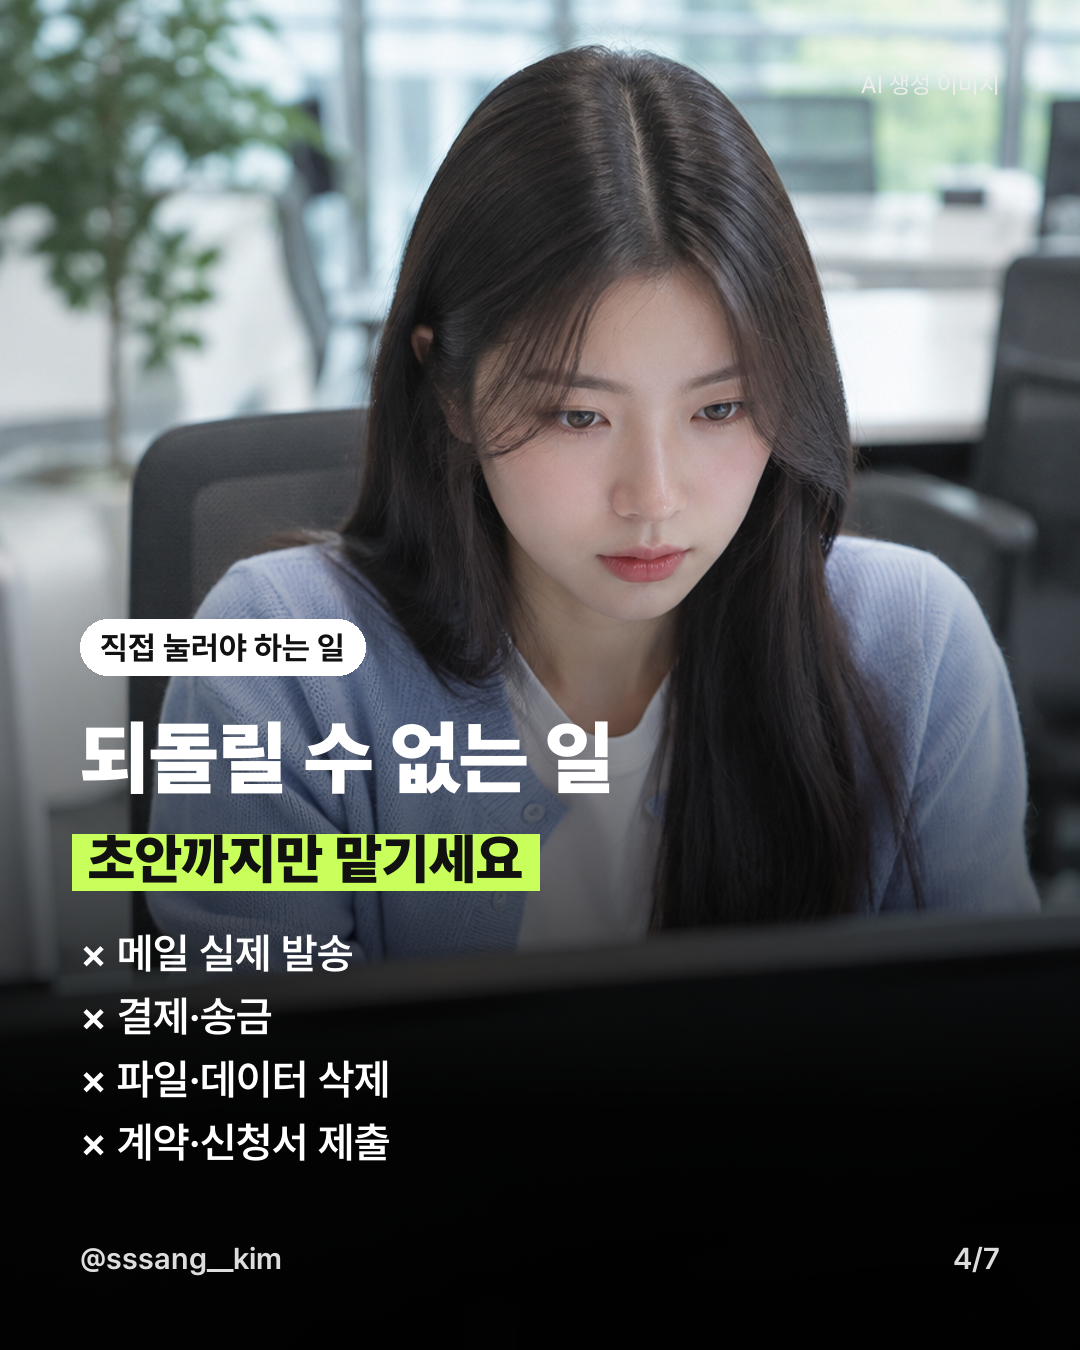 AI 생성 이미지
직접 눌러야 하는 일
되돌릴 수 없는 일
초안까지만 맡기세요
× 메일 실제 발송
× 결제·송금
× 파일·데이터 삭제
× 계약·신청서 제출
@sssang__kim
4/7